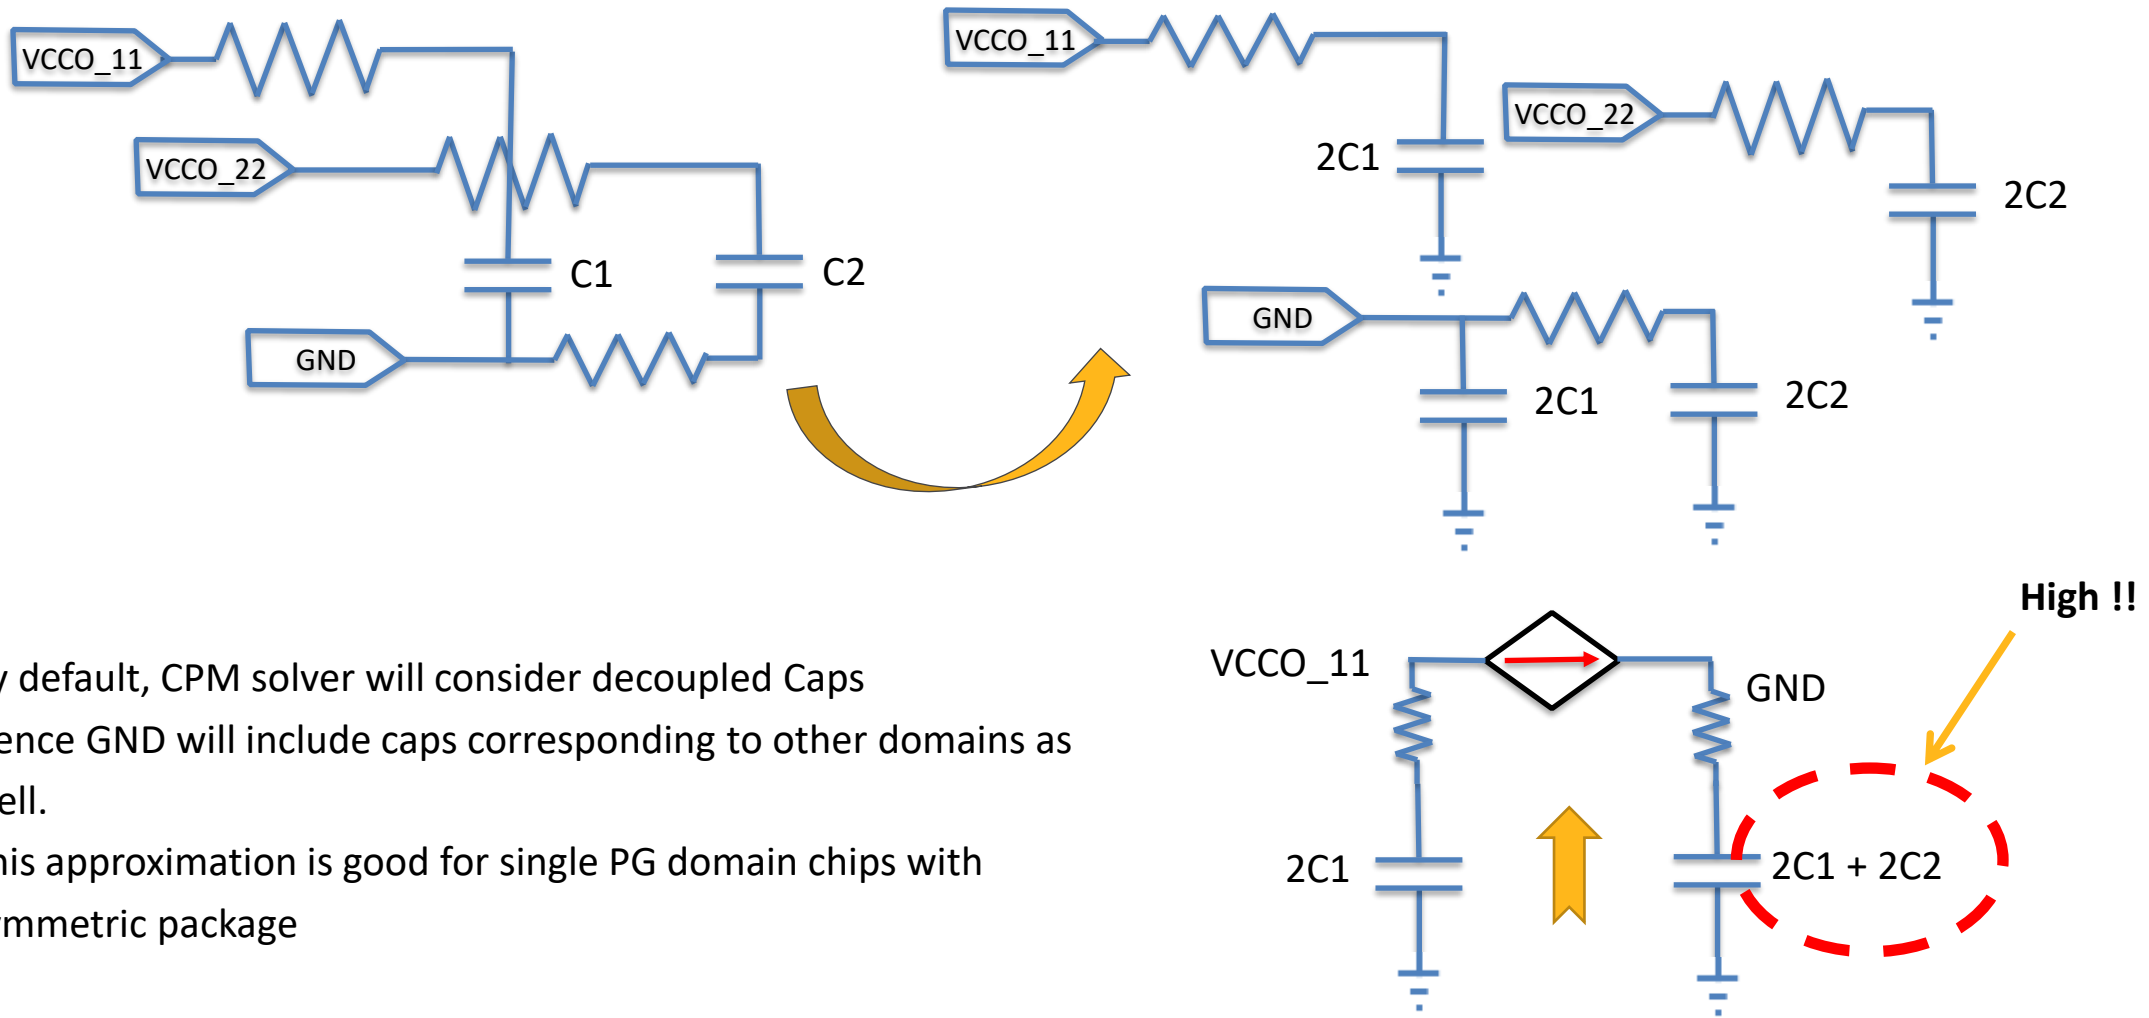 VCCO_11
VCCO_22
C1
C2
GND
VCCO_11
VCCO_22
2C1
2C2
GND
2C1
2C2
y default, CPM solver will consider decoupled Caps
ence GND will include caps corresponding to other domains as
ell.
his approximation is good for single PG domain chips with
mmetric package
High !!
VCCO_11
GND
2C1
2C1 + 2C2